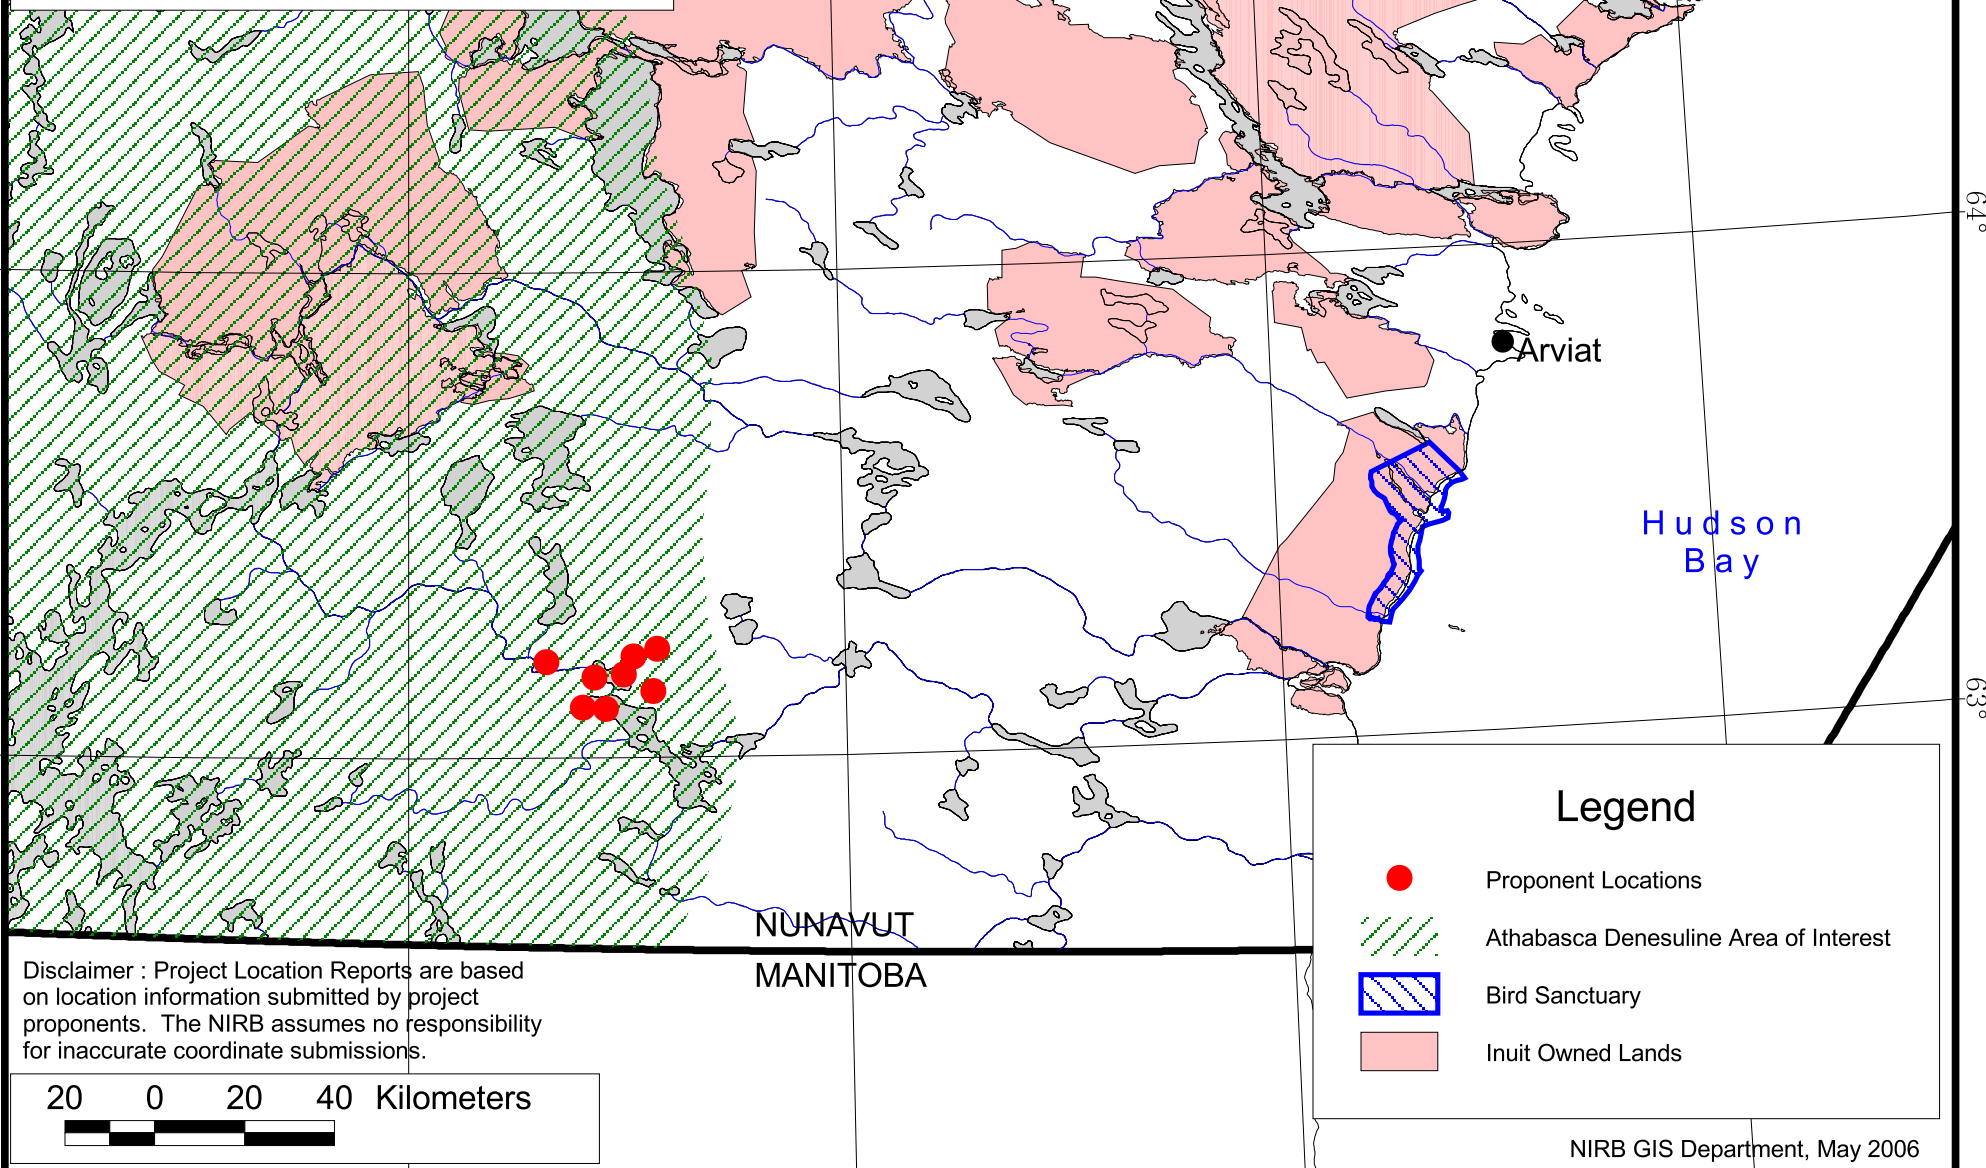 64°
Arviat
Hudson
Bay
63°
NUNAVUT
MANITOBA
Legend
Proponent Locations
Athabasca Denesuline Area of Interest
Bird Sanctuary
Inuit Owned Lands
Disclaimer : Project Location Reports are based
on location information submitted by project
proponents. The NIRB assumes no responsibility
for inaccurate coordinate submissions.
20 0 20 40 Kilometers
NIRB GIS Department, May 2006